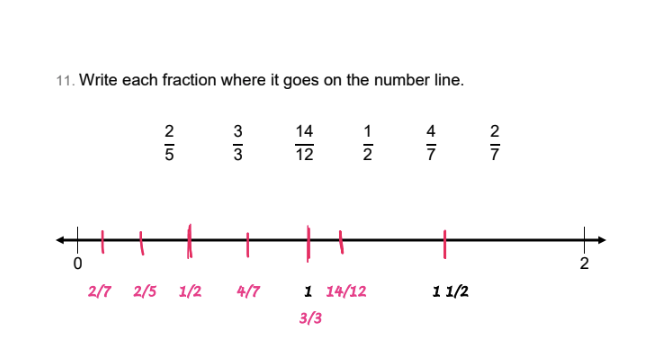 11. Write each fraction where it goes on the number line.
2/5 3/3 14/12 1/2 4/7 2/7
0 2
2/7 2/5 1/2 4/7 1 14/12 1 1/2
3/3